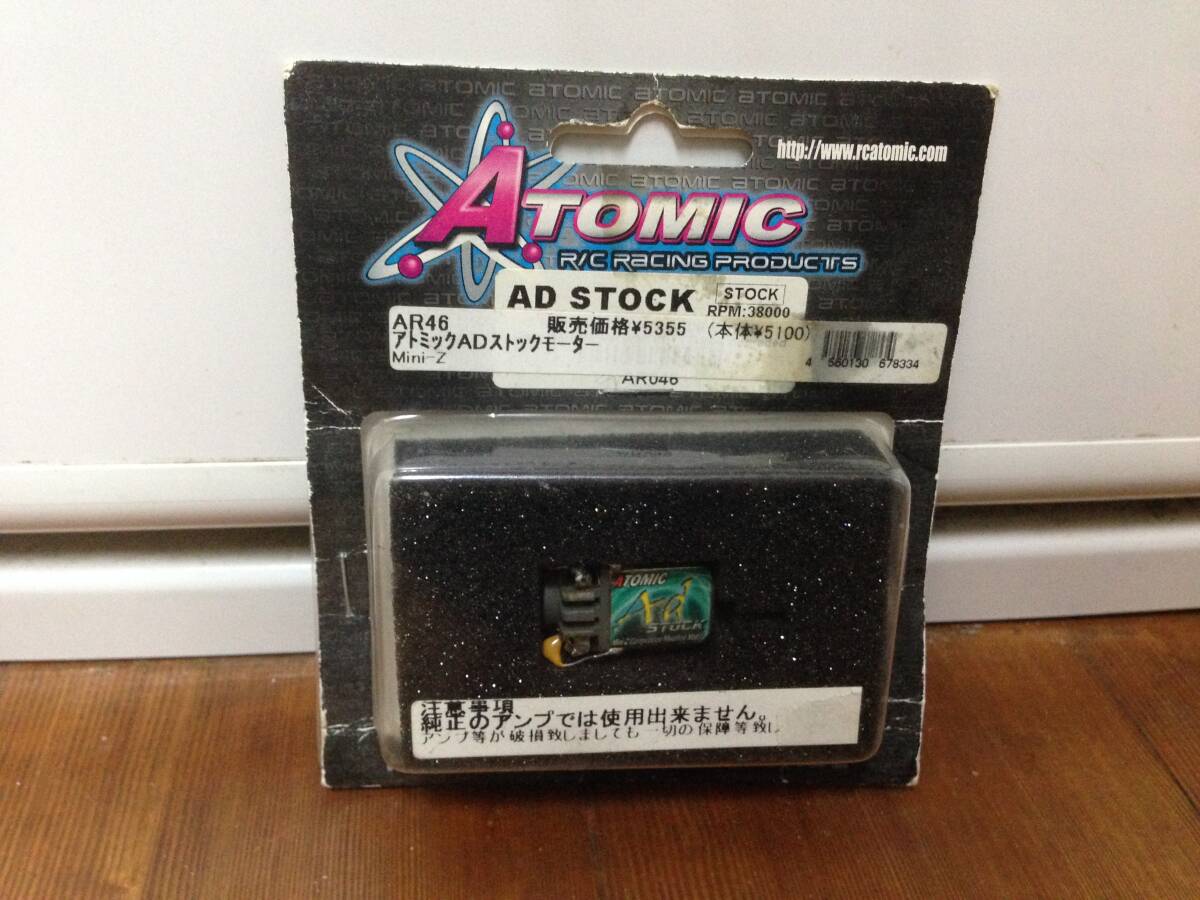 aTOMIC aTOMIC aTOMIC aTOMIC aTOMIC
http://www.rcatomic.com
ATOMIC
R/C RACING PRODUCTS
AD STOCK
STOCK
RPM:38000
AR46
販売価格¥5355
(本体¥5100)
アトミックADストックモーター
Mini-Z
560130 678334
AR046
ATOMIC
Ad
STOCK
注意事項
純正のアンプでは使用出来ません。
アンプ等が破損致しましても一切の保障等致し